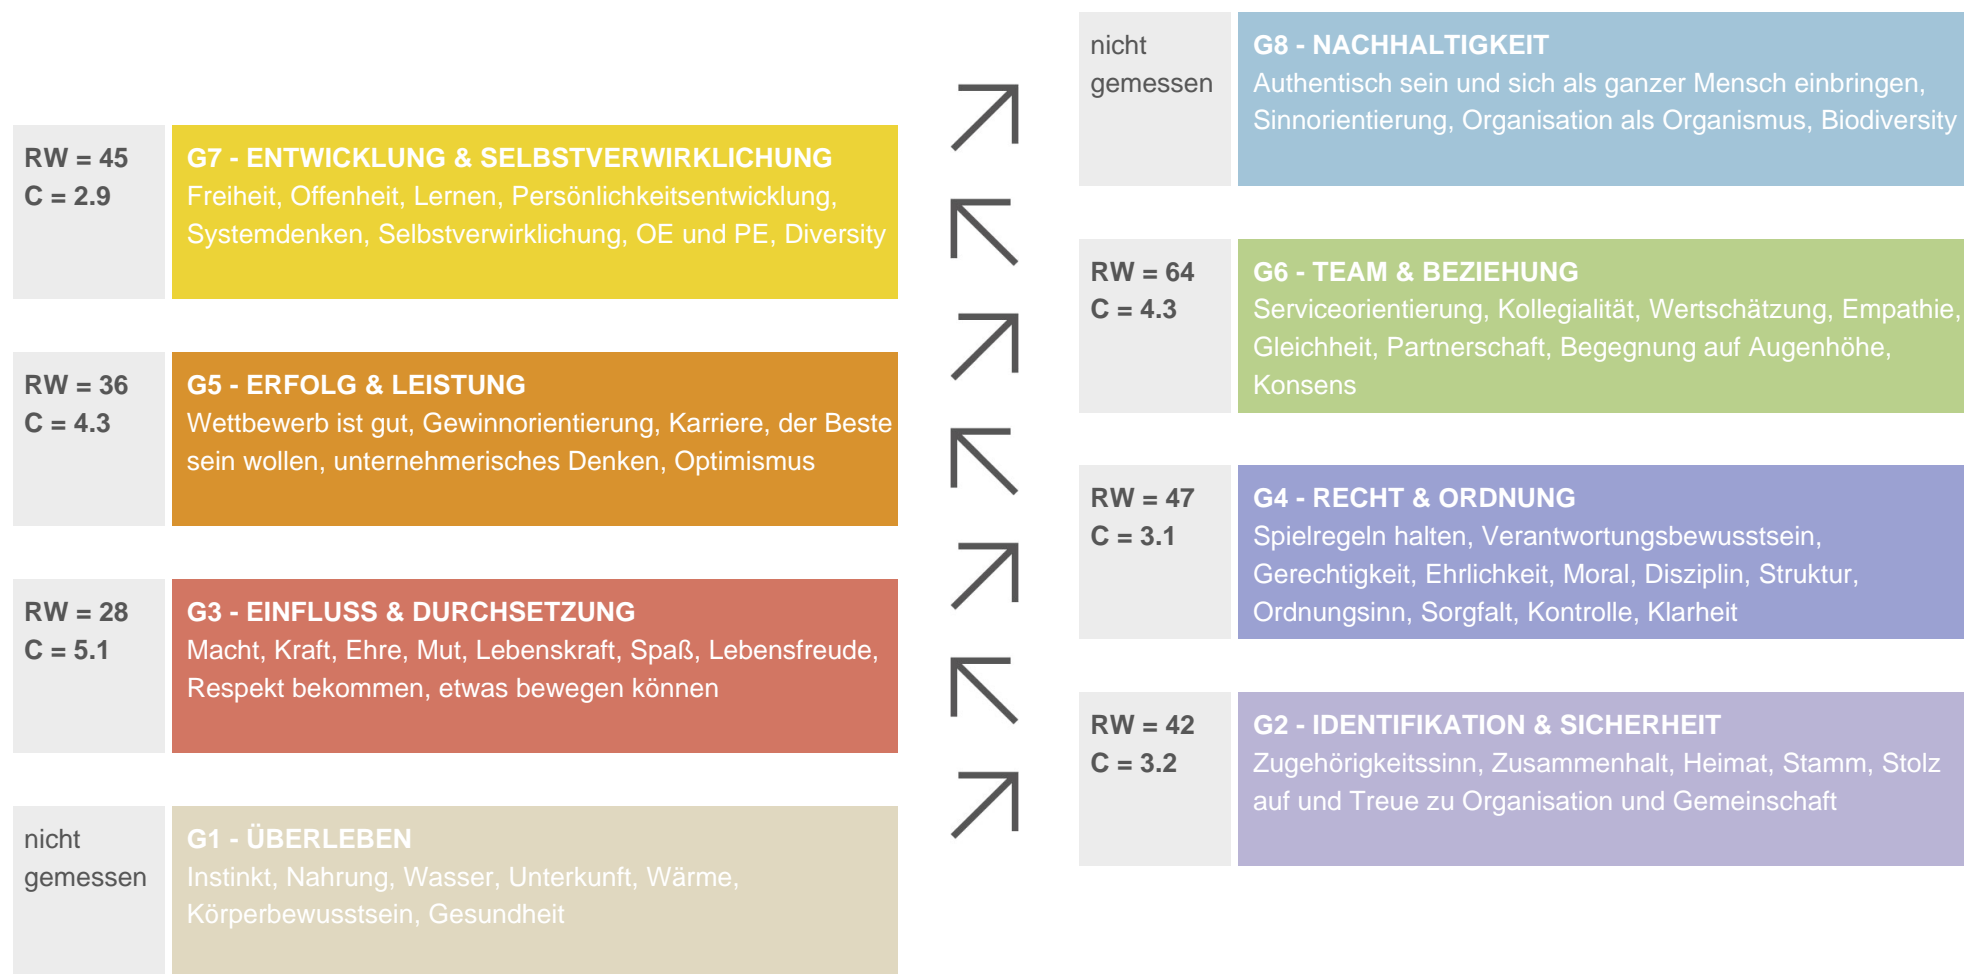 nicht
gemessen
G8 - NACHHALTIGKEIT
Authentisch sein und sich als ganzer Mensch einbringen,
Sinnorientierung, Organisation als Organismus, Biodiversity
RW = 45
C = 2.9
G7 - ENTWICKLUNG & SELBSTVERWIRKLICHUNG
Freiheit, Offenheit, Lernen, Persönlichkeitsentwicklung,
Systemdenken, Selbstverwirklichung, OE und PE, Diversity
RW = 64
C = 4.3
G6 - TEAM & BEZIEHUNG
Serviceorientierung, Kollegialität, Wertschätzung, Empathie,
Gleichheit, Partnerschaft, Begegnung auf Augenhöhe,
Konsens
RW = 36
C = 4.3
G5 - ERFOLG & LEISTUNG
Wettbewerb ist gut, Gewinnorientierung, Karriere, der Beste
sein wollen, unternehmerisches Denken, Optimismus
RW = 47
C = 3.1
G4 - RECHT & ORDNUNG
Spielregeln halten, Verantwortungsbewusstsein,
Gerechtigkeit, Ehrlichkeit, Moral, Disziplin, Struktur,
Ordnungsinn, Sorgfalt, Kontrolle, Klarheit
RW = 28
C = 5.1
G3 - EINFLUSS & DURCHSETZUNG
Macht, Kraft, Ehre, Mut, Lebenskraft, Spaß, Lebensfreude,
Respekt bekommen, etwas bewegen können
RW = 42
C = 3.2
G2 - IDENTIFIKATION & SICHERHEIT
Zugehörigkeitssinn, Zusammenhalt, Heimat, Stamm, Stolz
auf und Treue zu Organisation und Gemeinschaft
nicht
gemessen
G1 - ÜBERLEBEN
Instinkt, Nahrung, Wasser, Unterkunft, Wärme,
Körperbewusstsein, Gesundheit